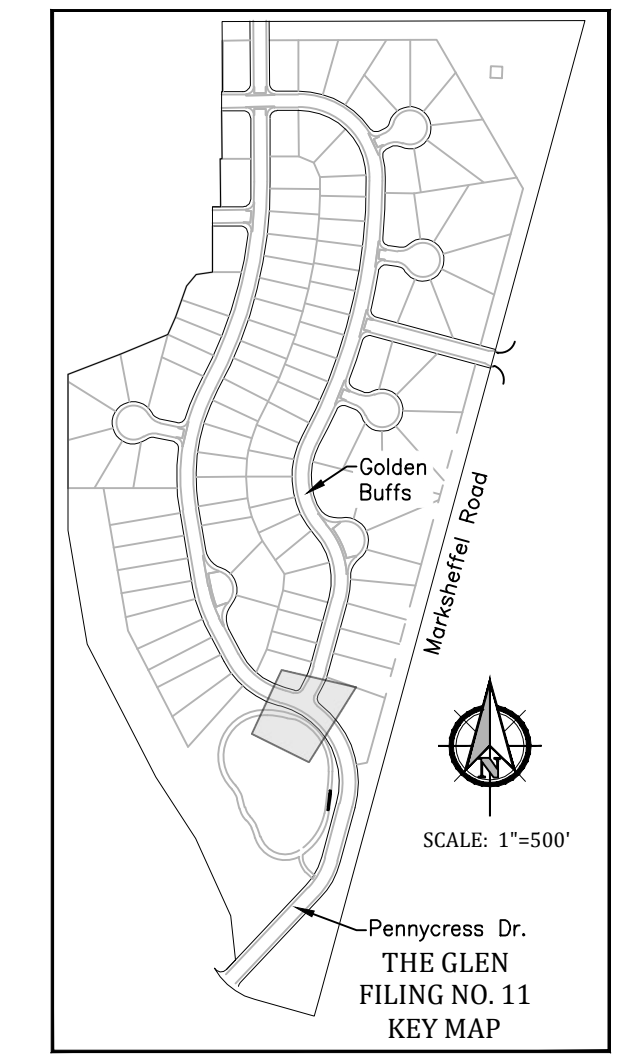 Golden
Buffs
Marksheffel Road
N
SCALE: 1"=500'
Pennycress Dr.
THE GLEN
FILING NO. 11
KEY MAP